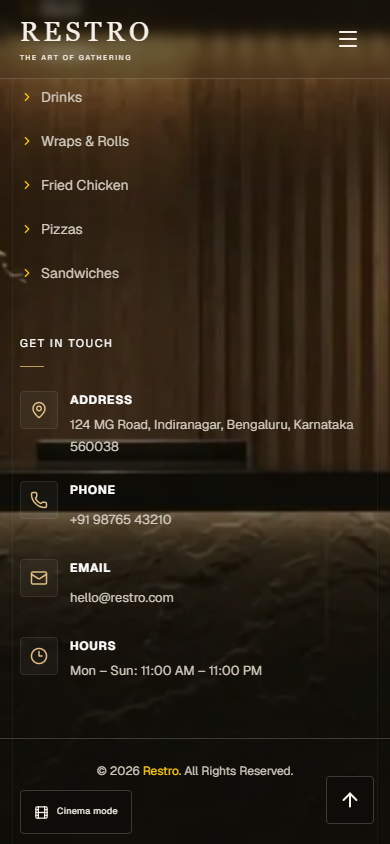 RESTRO
THE ART OF GATHERING
Drinks
Wraps & Rolls
Fried Chicken
Pizzas
Sandwiches
GET IN TOUCH
ADDRESS
124 MG Road, Indiranagar, Bengaluru, Karnataka
560038
PHONE
+91 98765 43210
EMAIL
hello@restro.com
HOURS
Mon – Sun: 11:00 AM – 11:00 PM
© 2026 Restro. All Rights Reserved.
Cinema mode